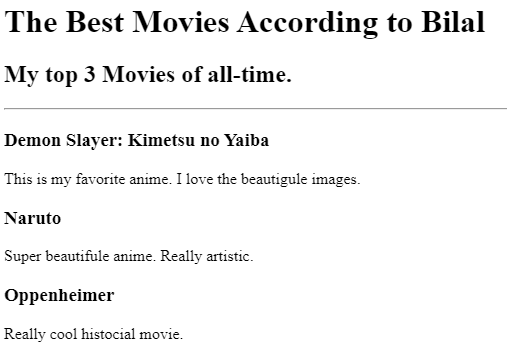 The Best Movies According to Bilal
My top 3 Movies of all-time.
Demon Slayer: Kimetsu no Yaiba
This is my favorite anime. I love the beautigule images.
Naruto
Super beautifule anime. Really artistic.
Oppenheimer
Really cool histocial movie.